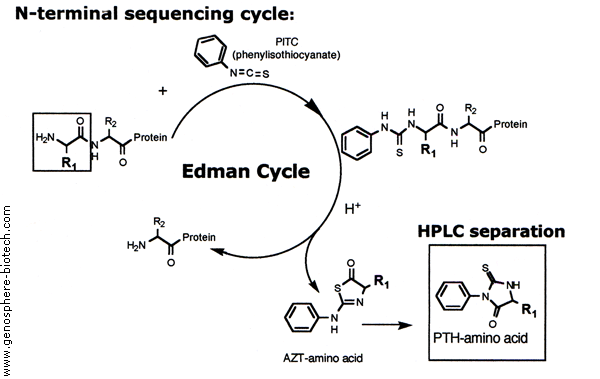 N-terminal sequencing cycle:
PITC
(phenylisothiocyanate)
N=C=S
+
H₂N O R₂ Protein
R₁ N H O
H N S H N R₁ O N H R₂ O Protein
Edman Cycle
H⁺
H₂N R₂ O Protein
HPLC separation
O R₁ S N N H
AZT-amino acid
S NH N R₁ O
PTH-amino acid
www.genosphere-biotech.com